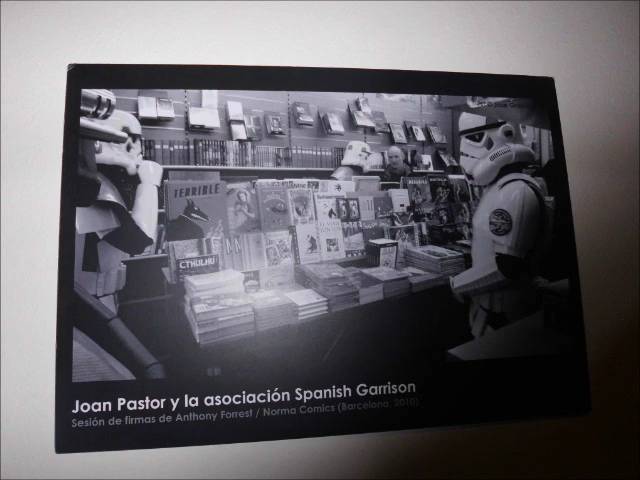 TERRIBLE
CTHULHU
Joan Pastor y la asociación Spanish Garrison
Sesión de firmas de Anthony Forrest / Norma Comics (Barcelona, 2010)